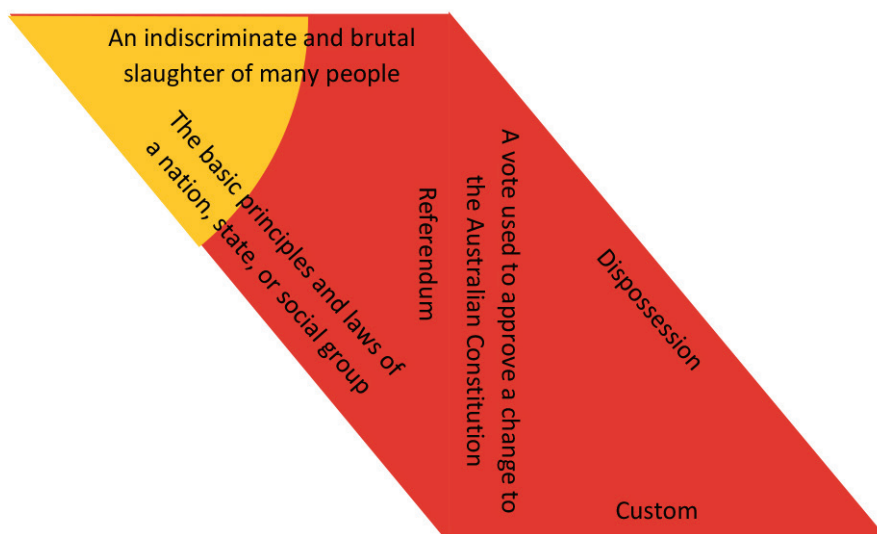 An indiscriminate and brutal
slaughter of many people
The basic principles and laws of
a nation, state, or social group
Referendum
A vote used to approve a change to
the Australian Constitution
Dispossession
Custom